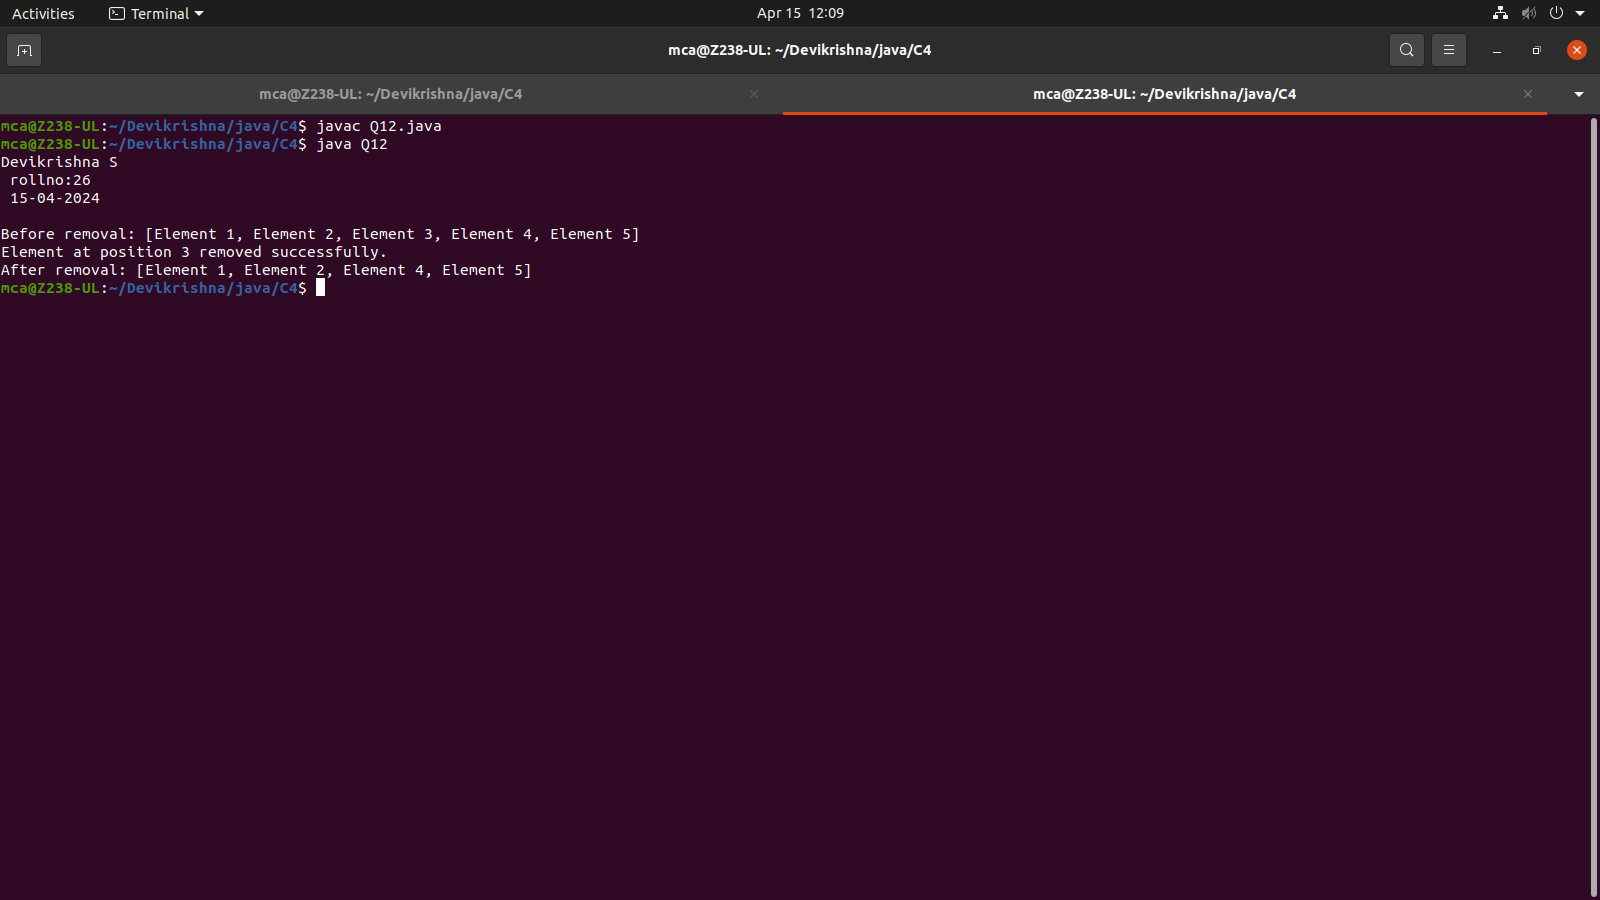 Activities Terminal Apr 15 12:09
mca@Z238-UL: ~/Devikrishna/java/C4
mca@Z238-UL: ~/Devikrishna/java/C4 mca@Z238-UL: ~/Devikrishna/java/C4
mca@Z238-UL:~/Devikrishna/java/C4$ javac Q12.java
mca@Z238-UL:~/Devikrishna/java/C4$ java Q12
Devikrishna S
 rollno:26
 15-04-2024

Before removal: [Element 1, Element 2, Element 3, Element 4, Element 5]
Element at position 3 removed successfully.
After removal: [Element 1, Element 2, Element 4, Element 5]
mca@Z238-UL:~/Devikrishna/java/C4$